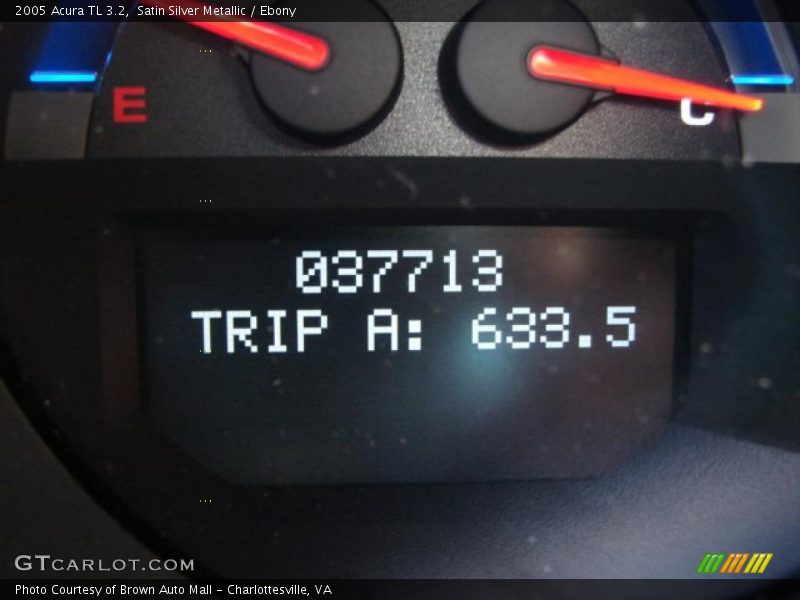 2005 Acura TL 3.2, Satin Silver Metallic / Ebony
E
C
037713
TRIP A: 633.5
GTCARLOT.COM
Photo Courtesy of Brown Auto Mall - Charlottesville, VA